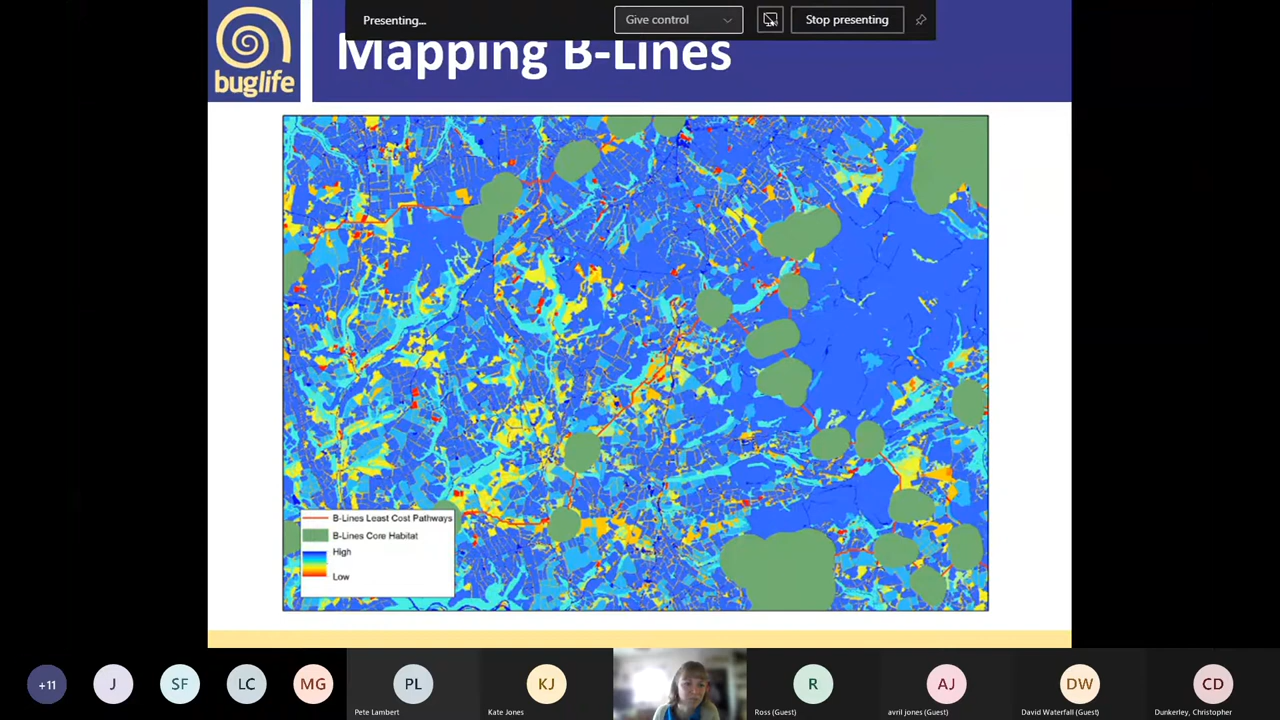 Presenting...
Give control
Stop presenting
buglife
Mapping B-Lines
B-Lines Least Cost Pathways
B-Lines Core Habitat
High
Low
+11
J
SF
LC
MG
PL
KJ
R
AJ
DW
CD
Pete Lambert
Kate Jones
Ross (Guest)
avril jones (Guest)
David Waterfall (Guest)
Dunkerley, Christopher